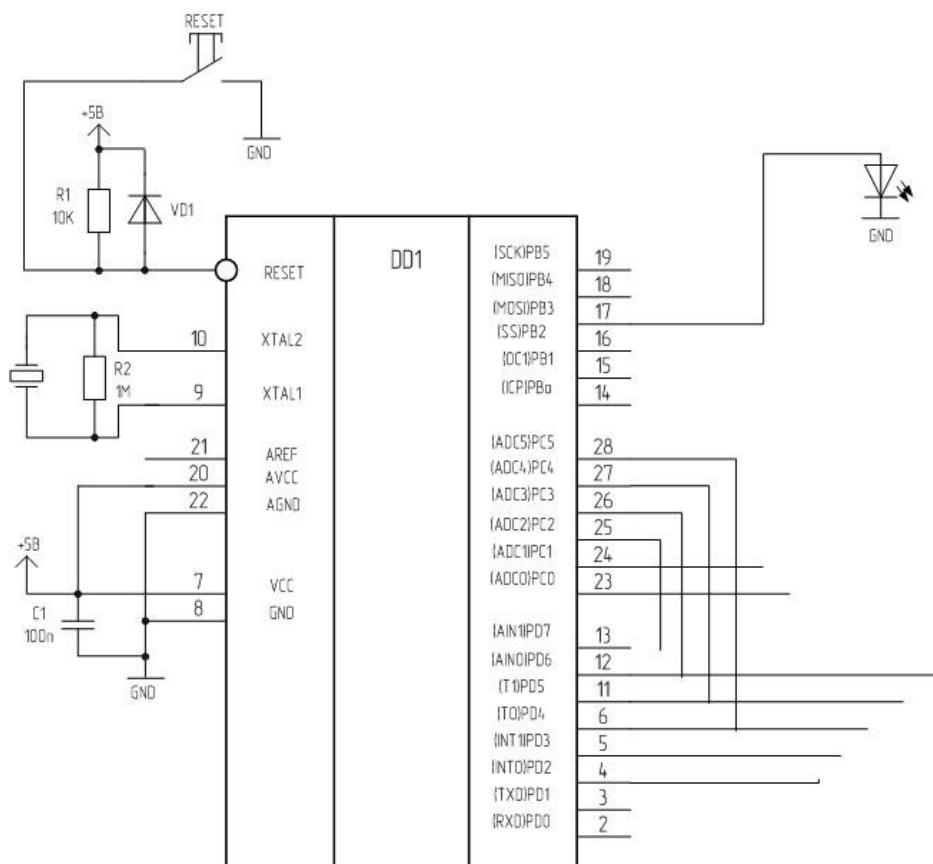 RESET
GND
+5В
R1
10K
VD1
RESET
DD1
10
XTAL2
R2
1M
9
XTAL1
21
AREF
20
AVCC
22
AGND
+5В
7
VCC
8
GND
C1
100n
GND
(SCK)PB5
19
(MISO)PB4
18
(MOSI)PB3
17
(SS)PB2
16
(OC1)PB1
15
(ICP)PBo
14
(ADC5)PC5
28
(ADC4)PC4
27
(ADC3)PC3
26
(ADC2)PC2
25
(ADC1)PC1
24
(ADC0)PC0
23
(AIN1)PD7
13
(AIN0)PD6
12
(T1)PD5
11
(TO)PD4
6
(INT1)PD3
5
(INT0)PD2
4
(TXD)PD1
3
(RXD)PD0
2
GND